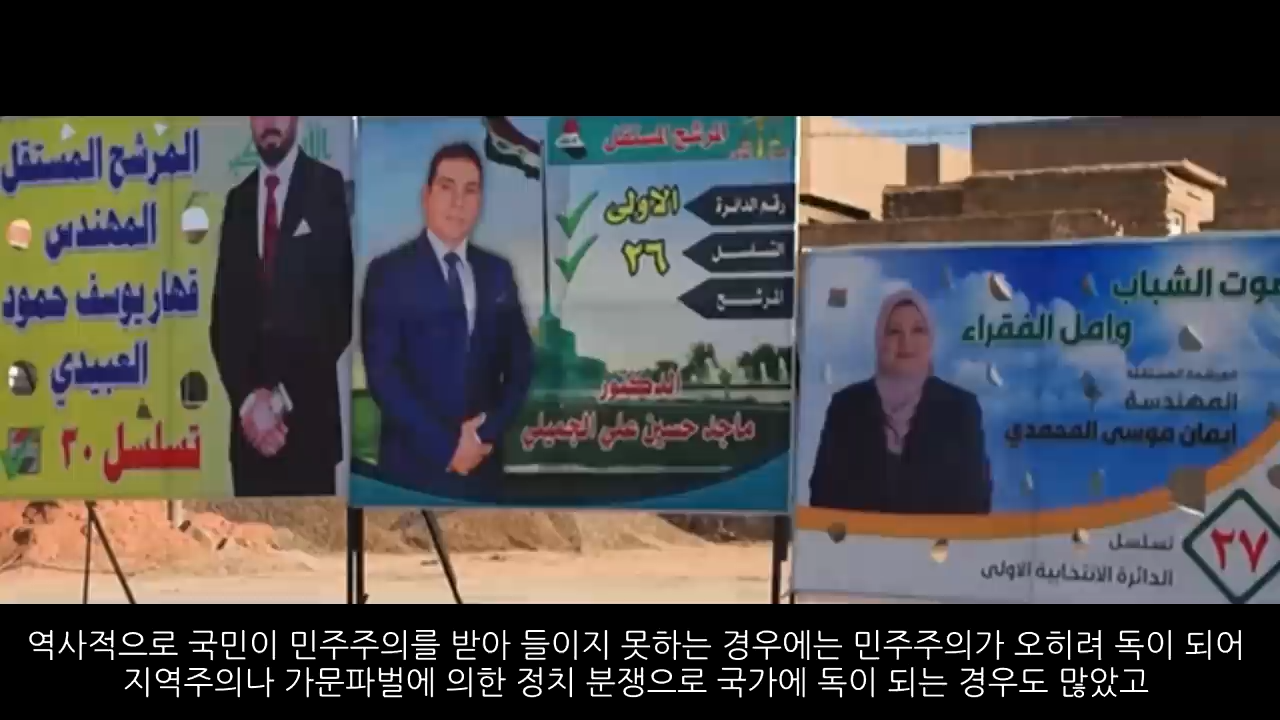 المرشح المستقل
المهندس
قهار يوسف حمود
العبيدي
تسلسل ٣٠
المرشح المستقل
رقم الدائرة الاولى
التسلسل ٢٦
المرشح
الدكتور
ماجد حسين علي الجميلي
صوت الشباب
وامل الفقراء
المرشحة المستقلة
المهندسة
ايمان موسى المحمدي
تسلسل
٢٧
الدائرة الانتخابية الاولى
역사적으로 국민이 민주주의를 받아 들이지 못하는 경우에는 민주주의가 오히려 독이 되어
지역주의나 가문파벌에 의한 정치 분쟁으로 국가에 독이 되는 경우도 많았고